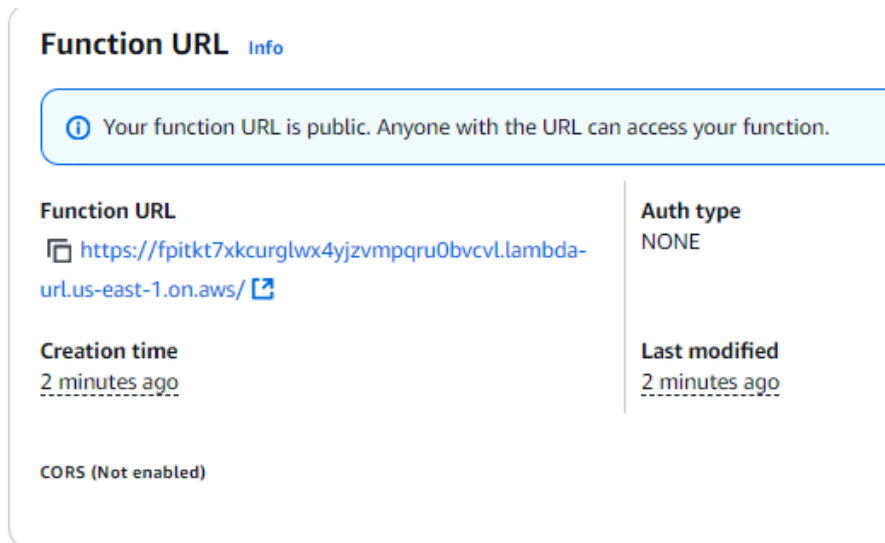 Function URL Info
Your function URL is public. Anyone with the URL can access your function.
Function URL
https://fpitkt7xkcurglwx4yjzvmpqru0bvcvl.lambda-
url.us-east-1.on.aws/
Auth type
NONE
Creation time
2 minutes ago
Last modified
2 minutes ago
CORS (Not enabled)